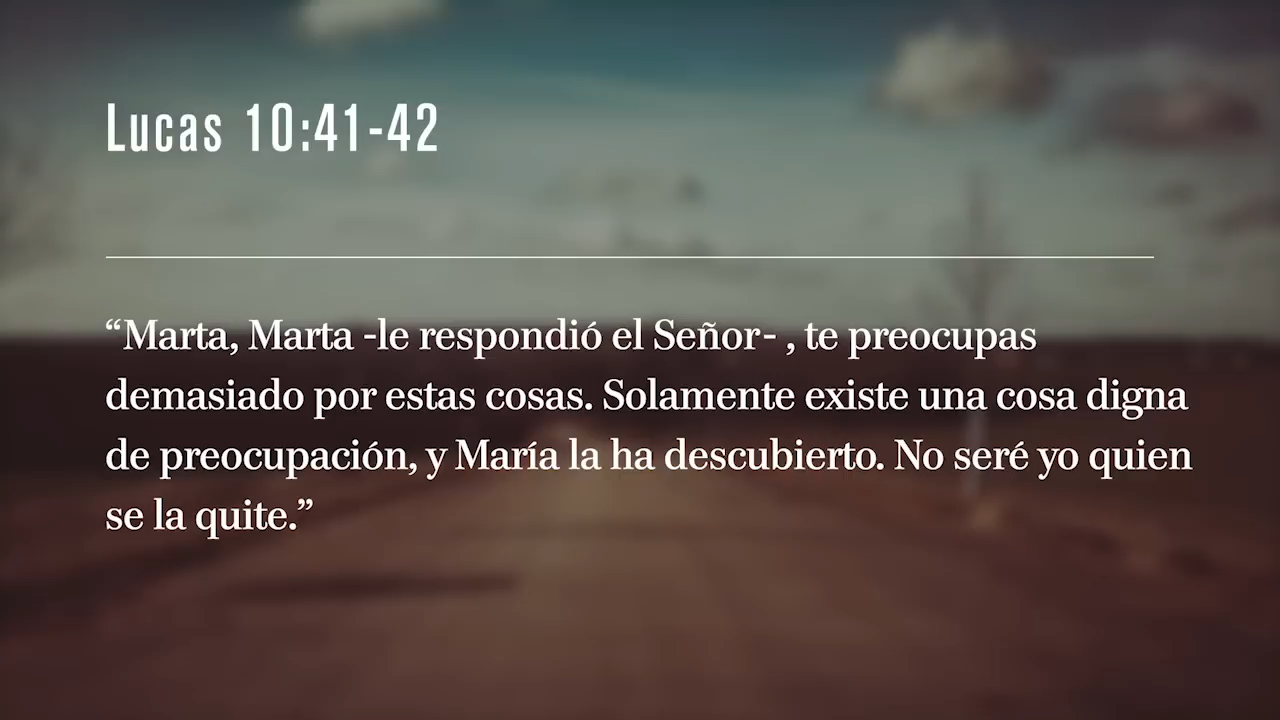 Lucas 10:41-42
“Marta, Marta -le respondió el Señor- , te preocupas
demasiado por estas cosas. Solamente existe una cosa digna
de preocupación, y María la ha descubierto. No seré yo quien
se la quite.”